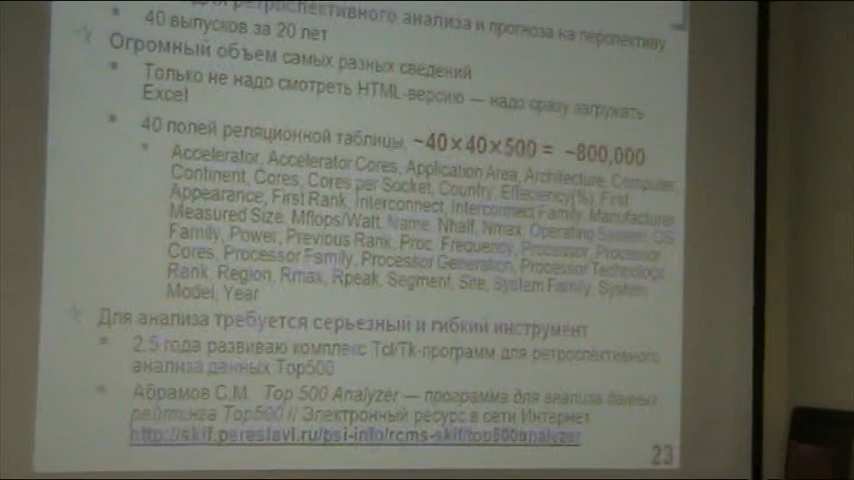 для ретроспективного анализа и прогноза на перспективу
40 выпусков за 20 лет
Огромный объем самых разных сведений
Только не надо смотреть HTML-версию — надо сразу загружать
Excel
40 полей реляционной таблицы, ~40×40×500 = ~800,000
Accelerator, Accelerator Cores, Application Area, Architecture, Computer,
Continent, Cores, Cores per Socket, Country, Effeciency(%), First
Appearance, First Rank, Interconnect, Interconnect Family, Manufacturer,
Measured Size, Mflops/Watt, Name, Nhalf, Nmax, Operating System, OS
Family, Power, Previous Rank, Proc. Frequency, Processor, Processor
Cores, Processor Family, Processor Generation, Processor Technology,
Rank, Region, Rmax, Rpeak, Segment, Site, System Family, System
Model, Year
Для анализа требуется серьезный и гибкий инструмент
2.5 года развиваю комплекс Tcl/Tk-программ для ретроспективного
анализа данных Top500
Абрамов С.М. Top 500 Analyzer — программа для анализа данных
рейтинга Top500 // Электронный ресурс в сети Интернет
http://skif.pereslavl.ru/psi-info/rcms-skif/top500analyzer
23